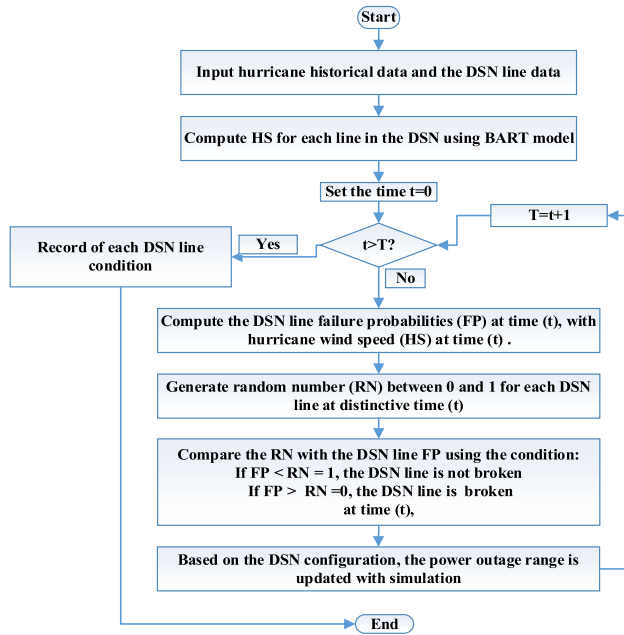 Start
Input hurricane historical data and the DSN line data
Compute HS for each line in the DSN using BART model
Set the time t=0
T=t+1
t>T?
Yes
Record of each DSN line
condition
No
Compute the DSN line failure probabilities (FP) at time (t), with
hurricane wind speed (HS) at time (t) .
Generate random number (RN) between 0 and 1 for each DSN
line at distinctive time (t)
Compare the RN with the DSN line FP using the condition:
If FP < RN = 1, the DSN line is not broken
If FP > RN =0, the DSN line is broken
at time (t),
Based on the DSN configuration, the power outage range is
updated with simulation
End